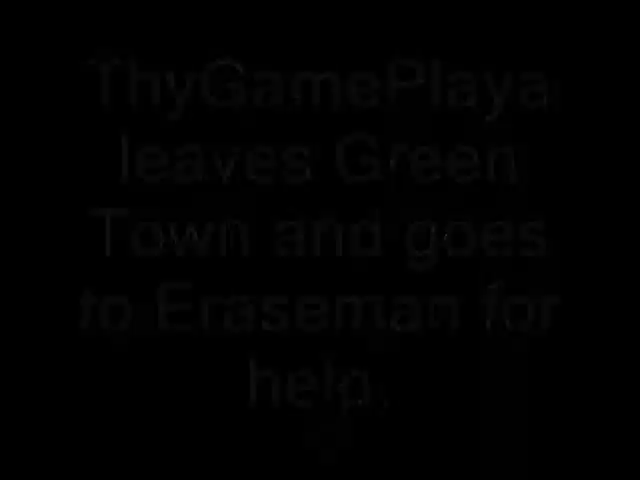 ThyGamePlaya
leaves Green
Town and goes
to Eraseman for
help.